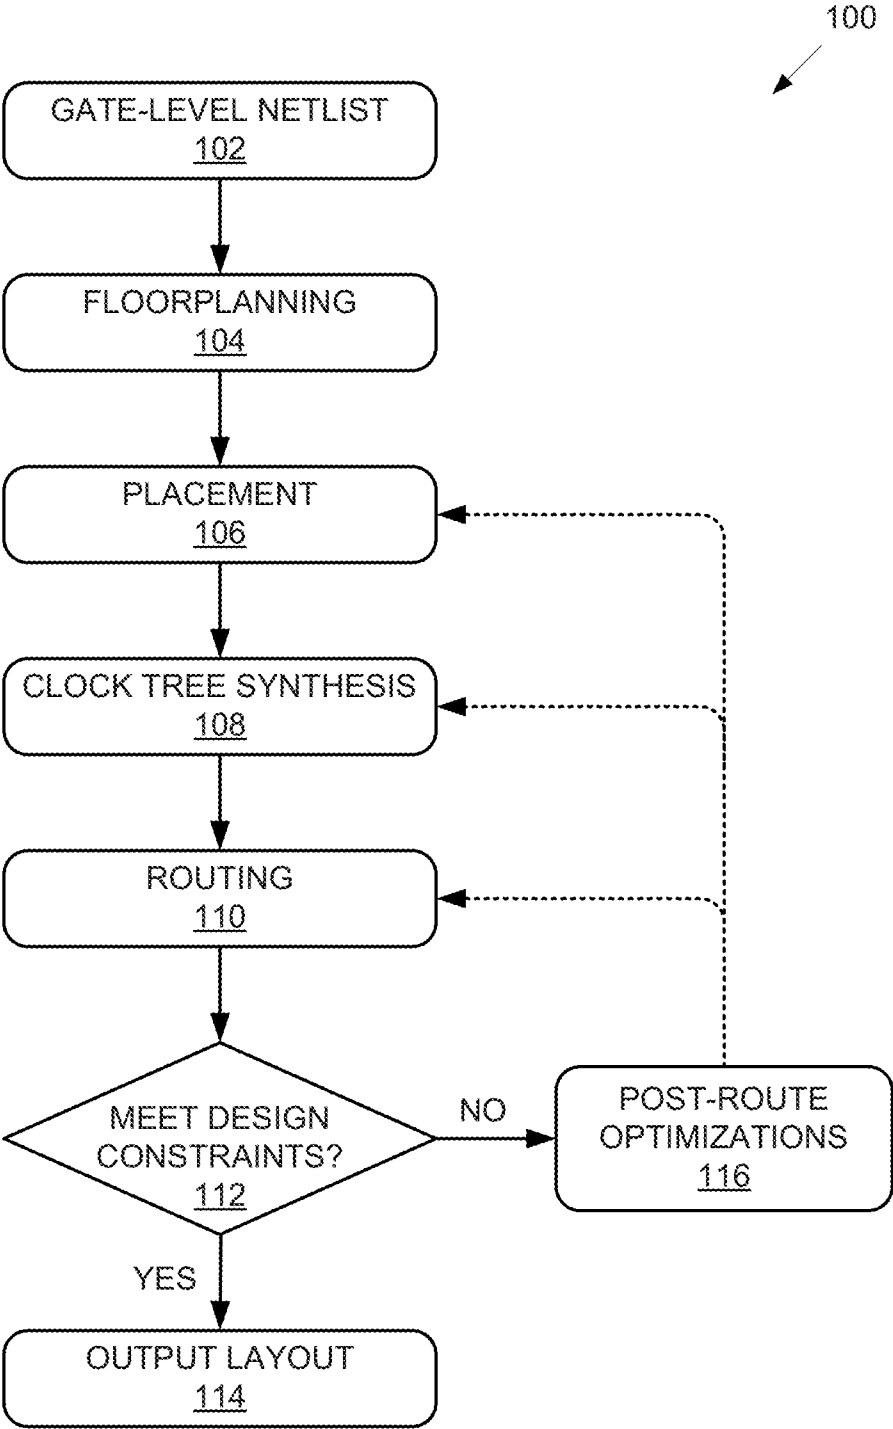 100
GATE-LEVEL NETLIST
102
FLOORPLANNING
104
PLACEMENT
106
CLOCK TREE SYNTHESIS
108
ROUTING
110
MEET DESIGN
CONSTRAINTS?
112
NO
POST-ROUTE
OPTIMIZATIONS
116
YES
OUTPUT LAYOUT
114